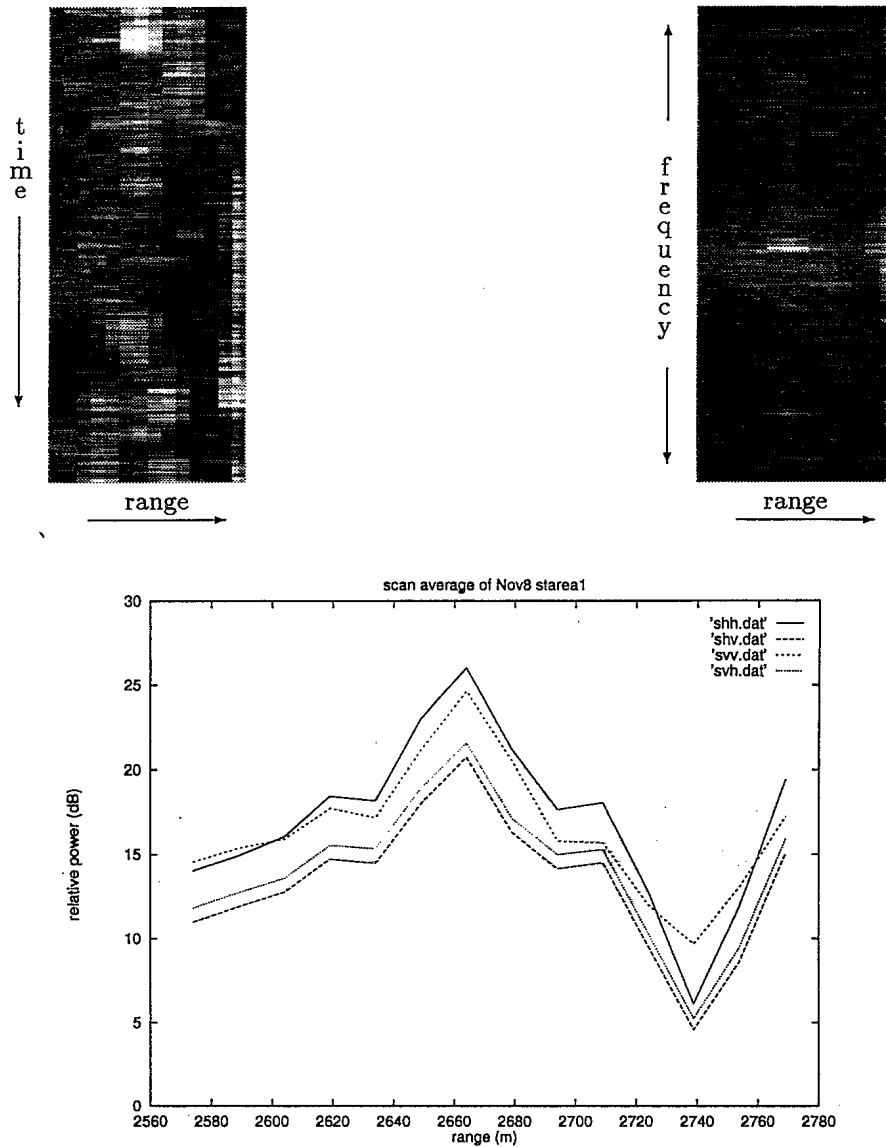 time
frequency
range
range
scan average of Nov8 starea1
30
25
20
15
10
5
0
relative power (dB)
'shh.dat'
'shv.dat'
'svv.dat'
'svh.dat'
2560 2580 2600 2620 2640 2660 2680 2700 2720 2740 2760 2780
range (m)